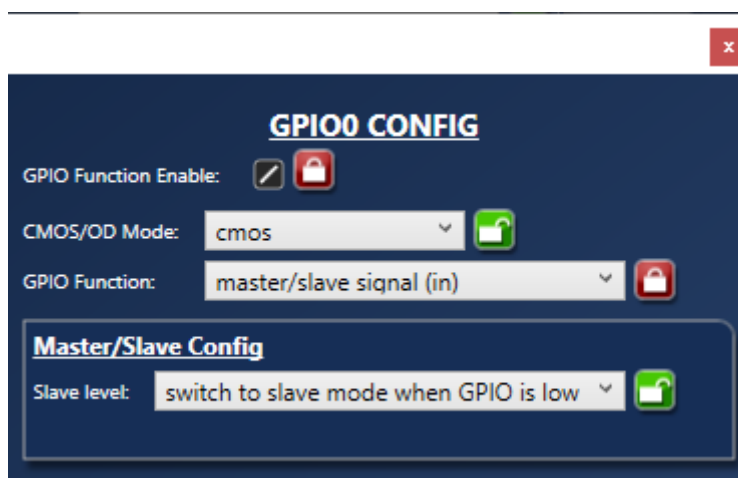 x
GPIO0 CONFIG
GPIO Function Enable:
CMOS/OD Mode: cmos
GPIO Function: master/slave signal (in)
Master/Slave Config
Slave level: switch to slave mode when GPIO is low